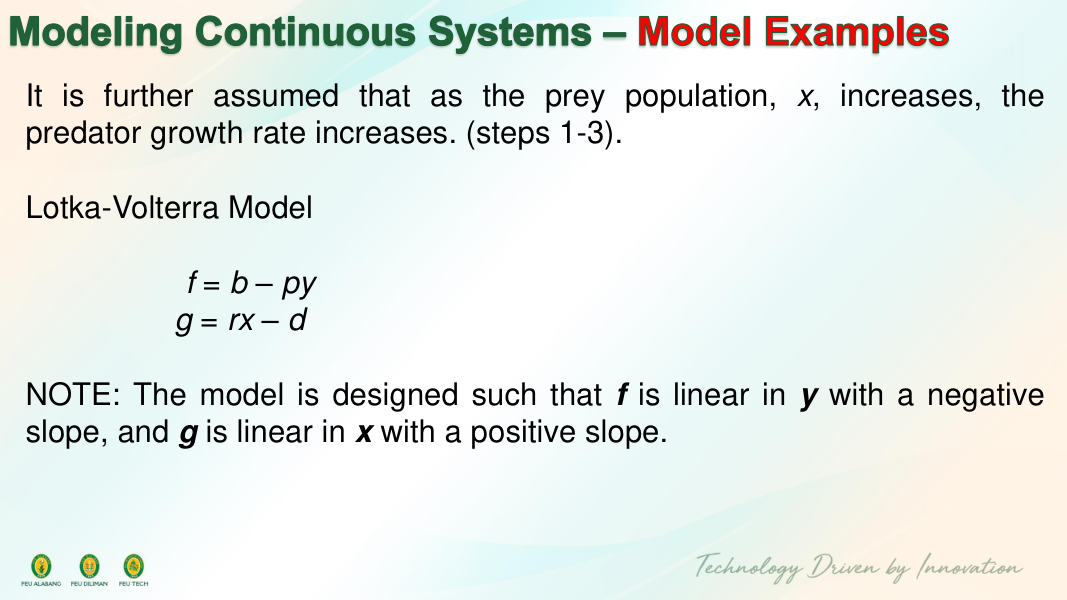 Modeling Continuous Systems – Model Examples
It is further assumed that as the prey population, x, increases, the
predator growth rate increases. (steps 1-3).
Lotka-Volterra Model
f = b – py
g = rx – d
NOTE: The model is designed such that f is linear in y with a negative
slope, and g is linear in x with a positive slope.
FEU ALABANG FEU DILIMAN FEU TECH
Technology Driven by Innovation